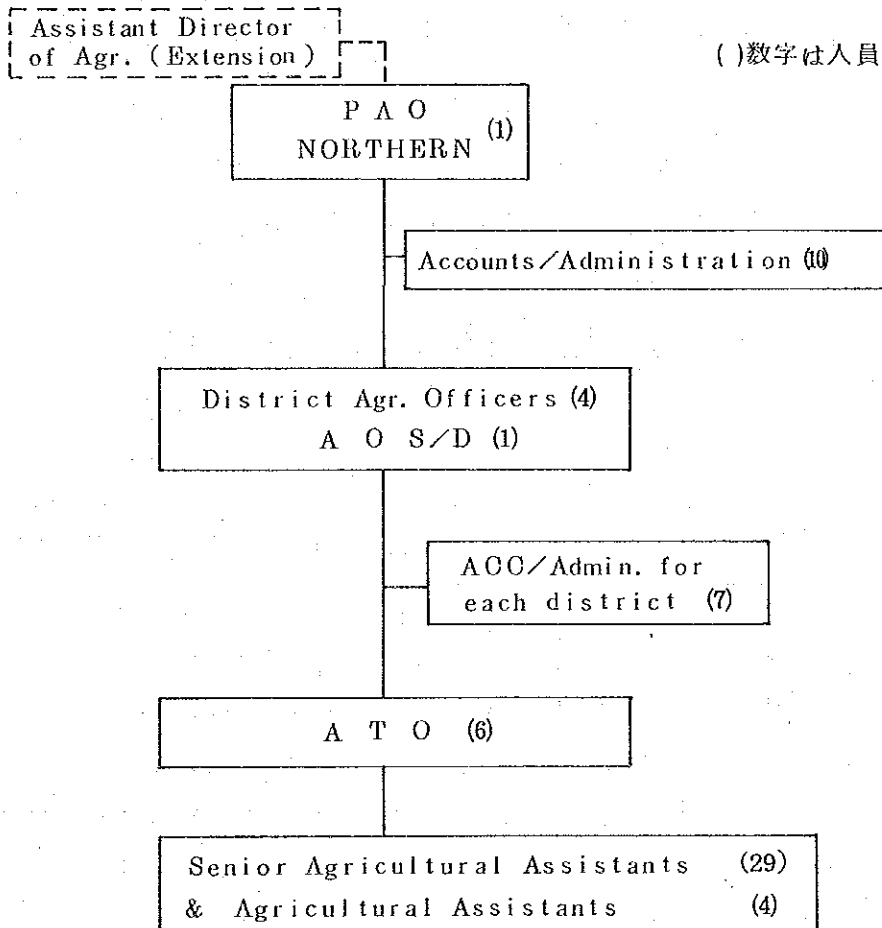 Assistant Director
of Agr. (Extension)
( )数字は人員
P A O
NORTHERN (1)
Accounts/Administration (10)
District Agr. Officers (4)
A O S/D (1)
ACC/Admin. for
each district (7)
A T O (6)
Senior Agricultural Assistants (29)
& Agricultural Assistants (4)